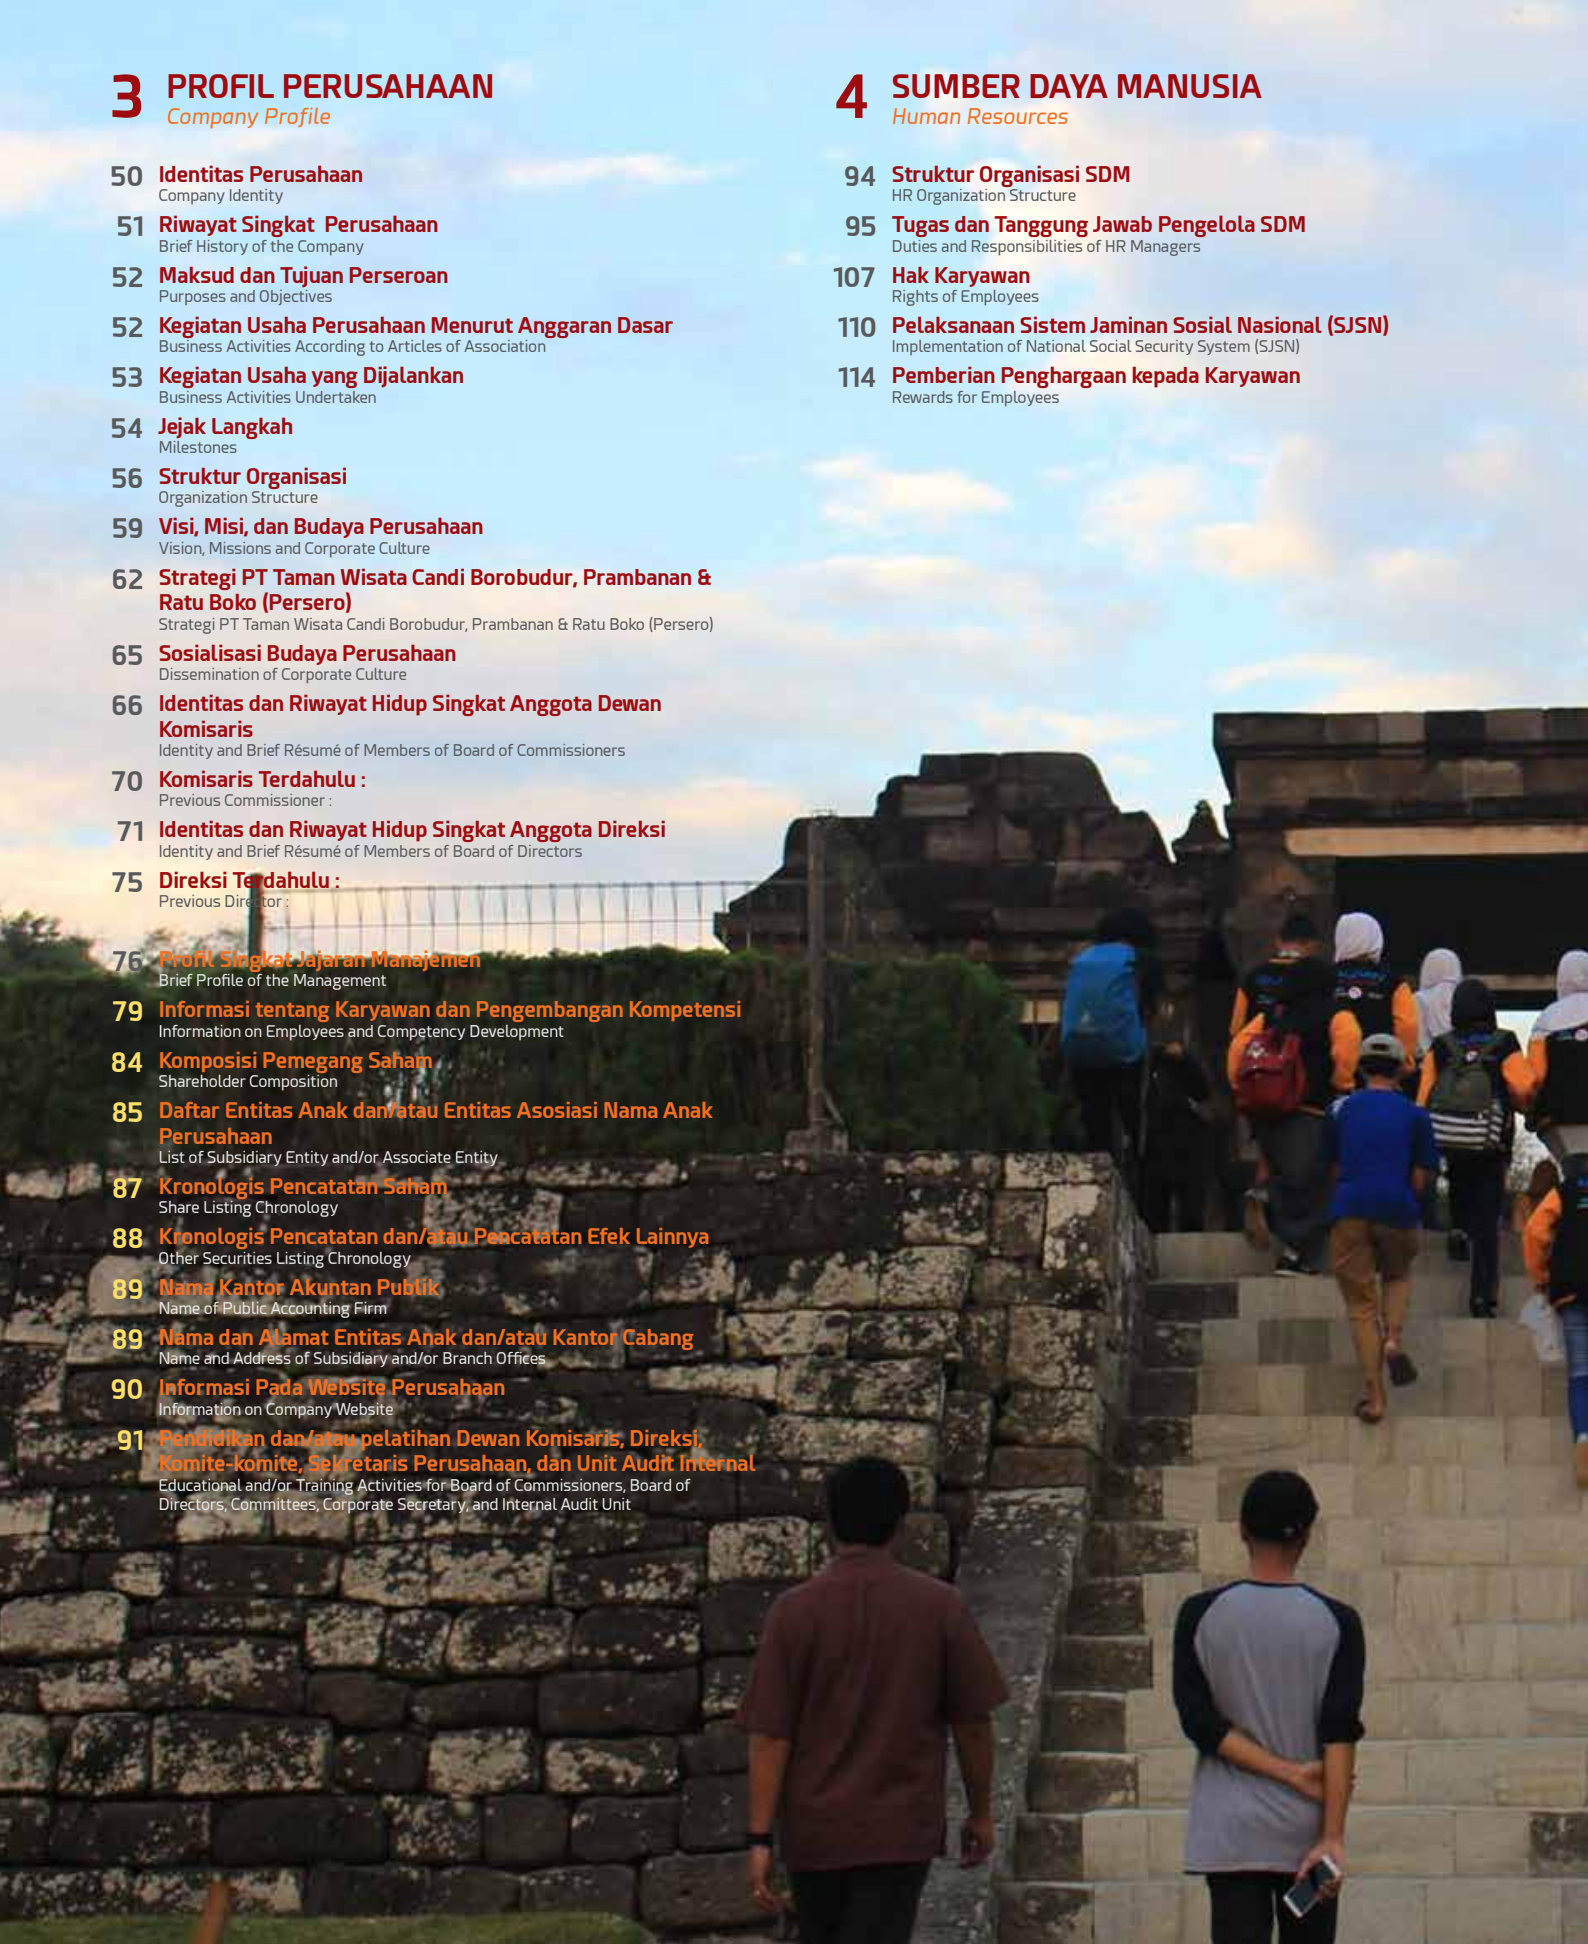 3 PROFIL PERUSAHAAN
Company Profile
50 Identitas Perusahaan
Company Identity
51 Riwayat Singkat Perusahaan
Brief History of the Company
52 Maksud dan Tujuan Perseroan
Purposes and Objectives
52 Kegiatan Usaha Perusahaan Menurut Anggaran Dasar
Business Activities According to Articles of Association
53 Kegiatan Usaha yang Dijalankan
Business Activities Undertaken
54 Jejak Langkah
Milestones
56 Struktur Organisasi
Organization Structure
59 Visi, Misi, dan Budaya Perusahaan
Vision, Missions and Corporate Culture
62 Strategi PT Taman Wisata Candi Borobudur, Prambanan &
Ratu Boko (Persero)
Strategi PT Taman Wisata Candi Borobudur, Prambanan & Ratu Boko (Persero)
65 Sosialisasi Budaya Perusahaan
Dissemination of Corporate Culture
66 Identitas dan Riwayat Hidup Singkat Anggota Dewan
Komisaris
Identity and Brief Résumé of Members of Board of Commissioners
70 Komisaris Terdahulu :
Previous Commissioner :
71 Identitas dan Riwayat Hidup Singkat Anggota Direksi
Identity and Brief Résumé of Members of Board of Directors
75 Direksi Terdahulu :
Previous Director :
76 Profil Singkat Jajaran Manajemen
Brief Profile of the Management
79 Informasi tentang Karyawan dan Pengembangan Kompetensi
Information on Employees and Competency Development
84 Komposisi Pemegang Saham
Shareholder Composition
85 Daftar Entitas Anak dan/atau Entitas Asosiasi Nama Anak
Perusahaan
List of Subsidiary Entity and/or Associate Entity
87 Kronologis Pencatatan Saham
Share Listing Chronology
88 Kronologis Pencatatan dan/atau Pencatatan Efek Lainnya
Other Securities Listing Chronology
89 Nama Kantor Akuntan Publik
Name of Public Accounting Firm
89 Nama dan Alamat Entitas Anak dan/atau Kantor Cabang
Name and Address of Subsidiary and/or Branch Offices
90 Informasi Pada Website Perusahaan
Information on Company Website
91 Pendidikan dan/atau pelatihan Dewan Komisaris, Direksi,
Komite-komite, Sekretaris Perusahaan, dan Unit Audit Internal
Educational and/or Training Activities for Board of Commissioners, Board of
Directors, Committees, Corporate Secretary, and Internal Audit Unit
4 SUMBER DAYA MANUSIA
Human Resources
94 Struktur Organisasi SDM
HR Organization Structure
95 Tugas dan Tanggung Jawab Pengelola SDM
Duties and Responsibilities of HR Managers
107 Hak Karyawan
Rights of Employees
110 Pelaksanaan Sistem Jaminan Sosial Nasional (SJSN)
Implementation of National Social Security System (SJSN)
114 Pemberian Penghargaan kepada Karyawan
Rewards for Employees